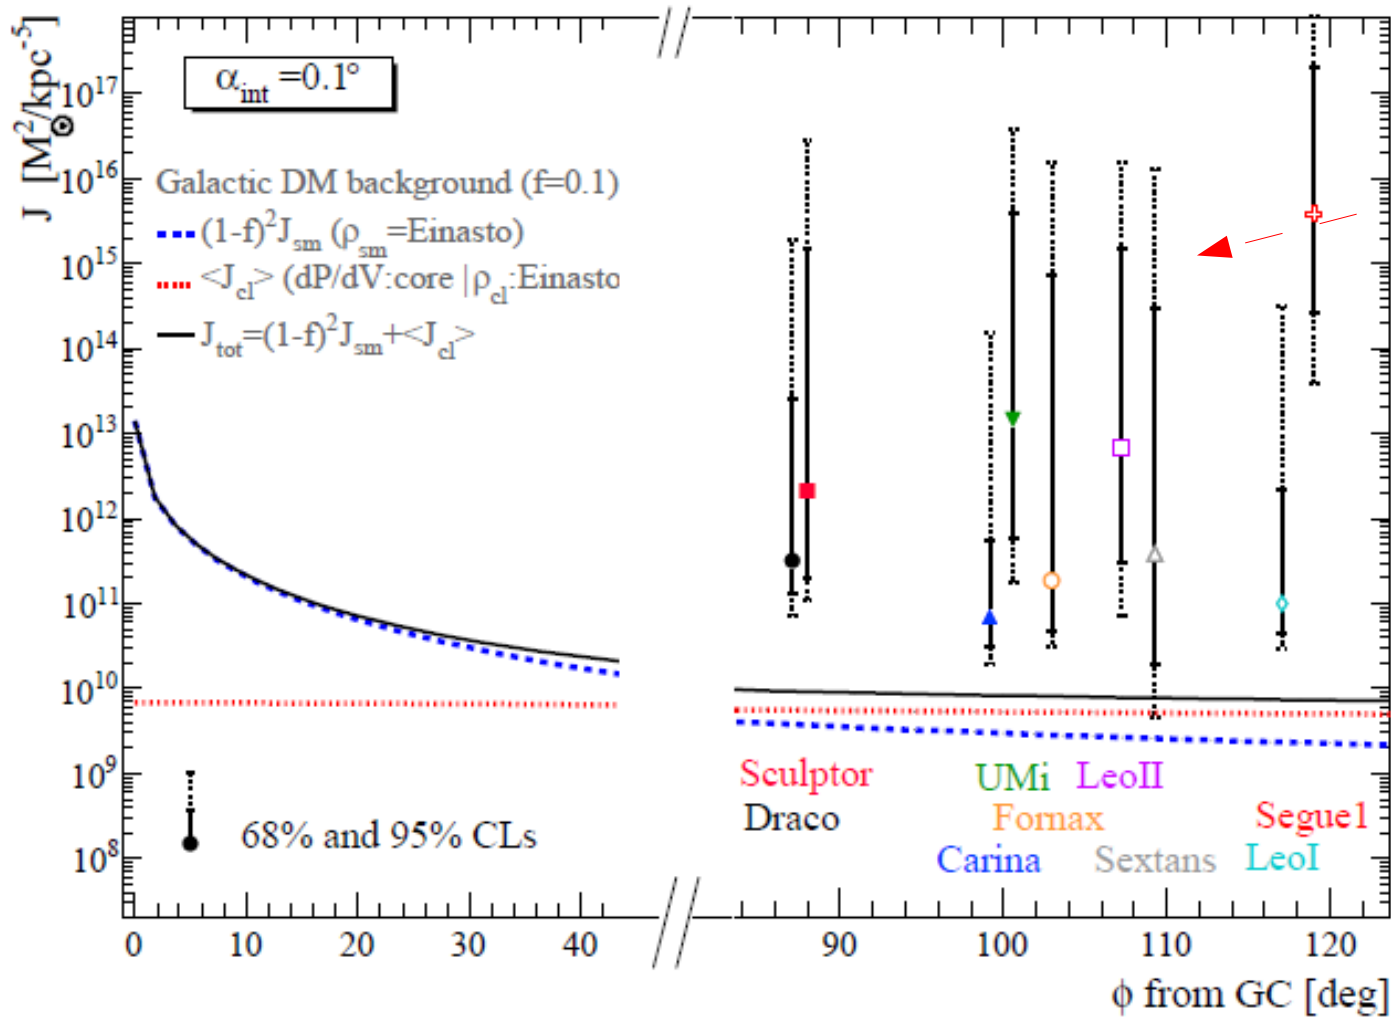 J [M²⊙/kpc⁻⁵]
α_int =0.1°
Galactic DM background (f=0.1)
(1-f)²J_sm (ρ_sm=Einasto)
<J_cl> (dP/dV:core | ρ_cl:Einasto
J_tot=(1-f)²J_sm+<J_cl>
10¹⁷
10¹⁶
10¹⁵
10¹⁴
10¹³
10¹²
10¹¹
10¹⁰
10⁹
10⁸
68% and 95% CLs
Sculptor UMi LeoII
Draco Fornax Segue1
Carina Sextans LeoI
0 10 20 30 40 90 100 110 120
ϕ from GC [deg]